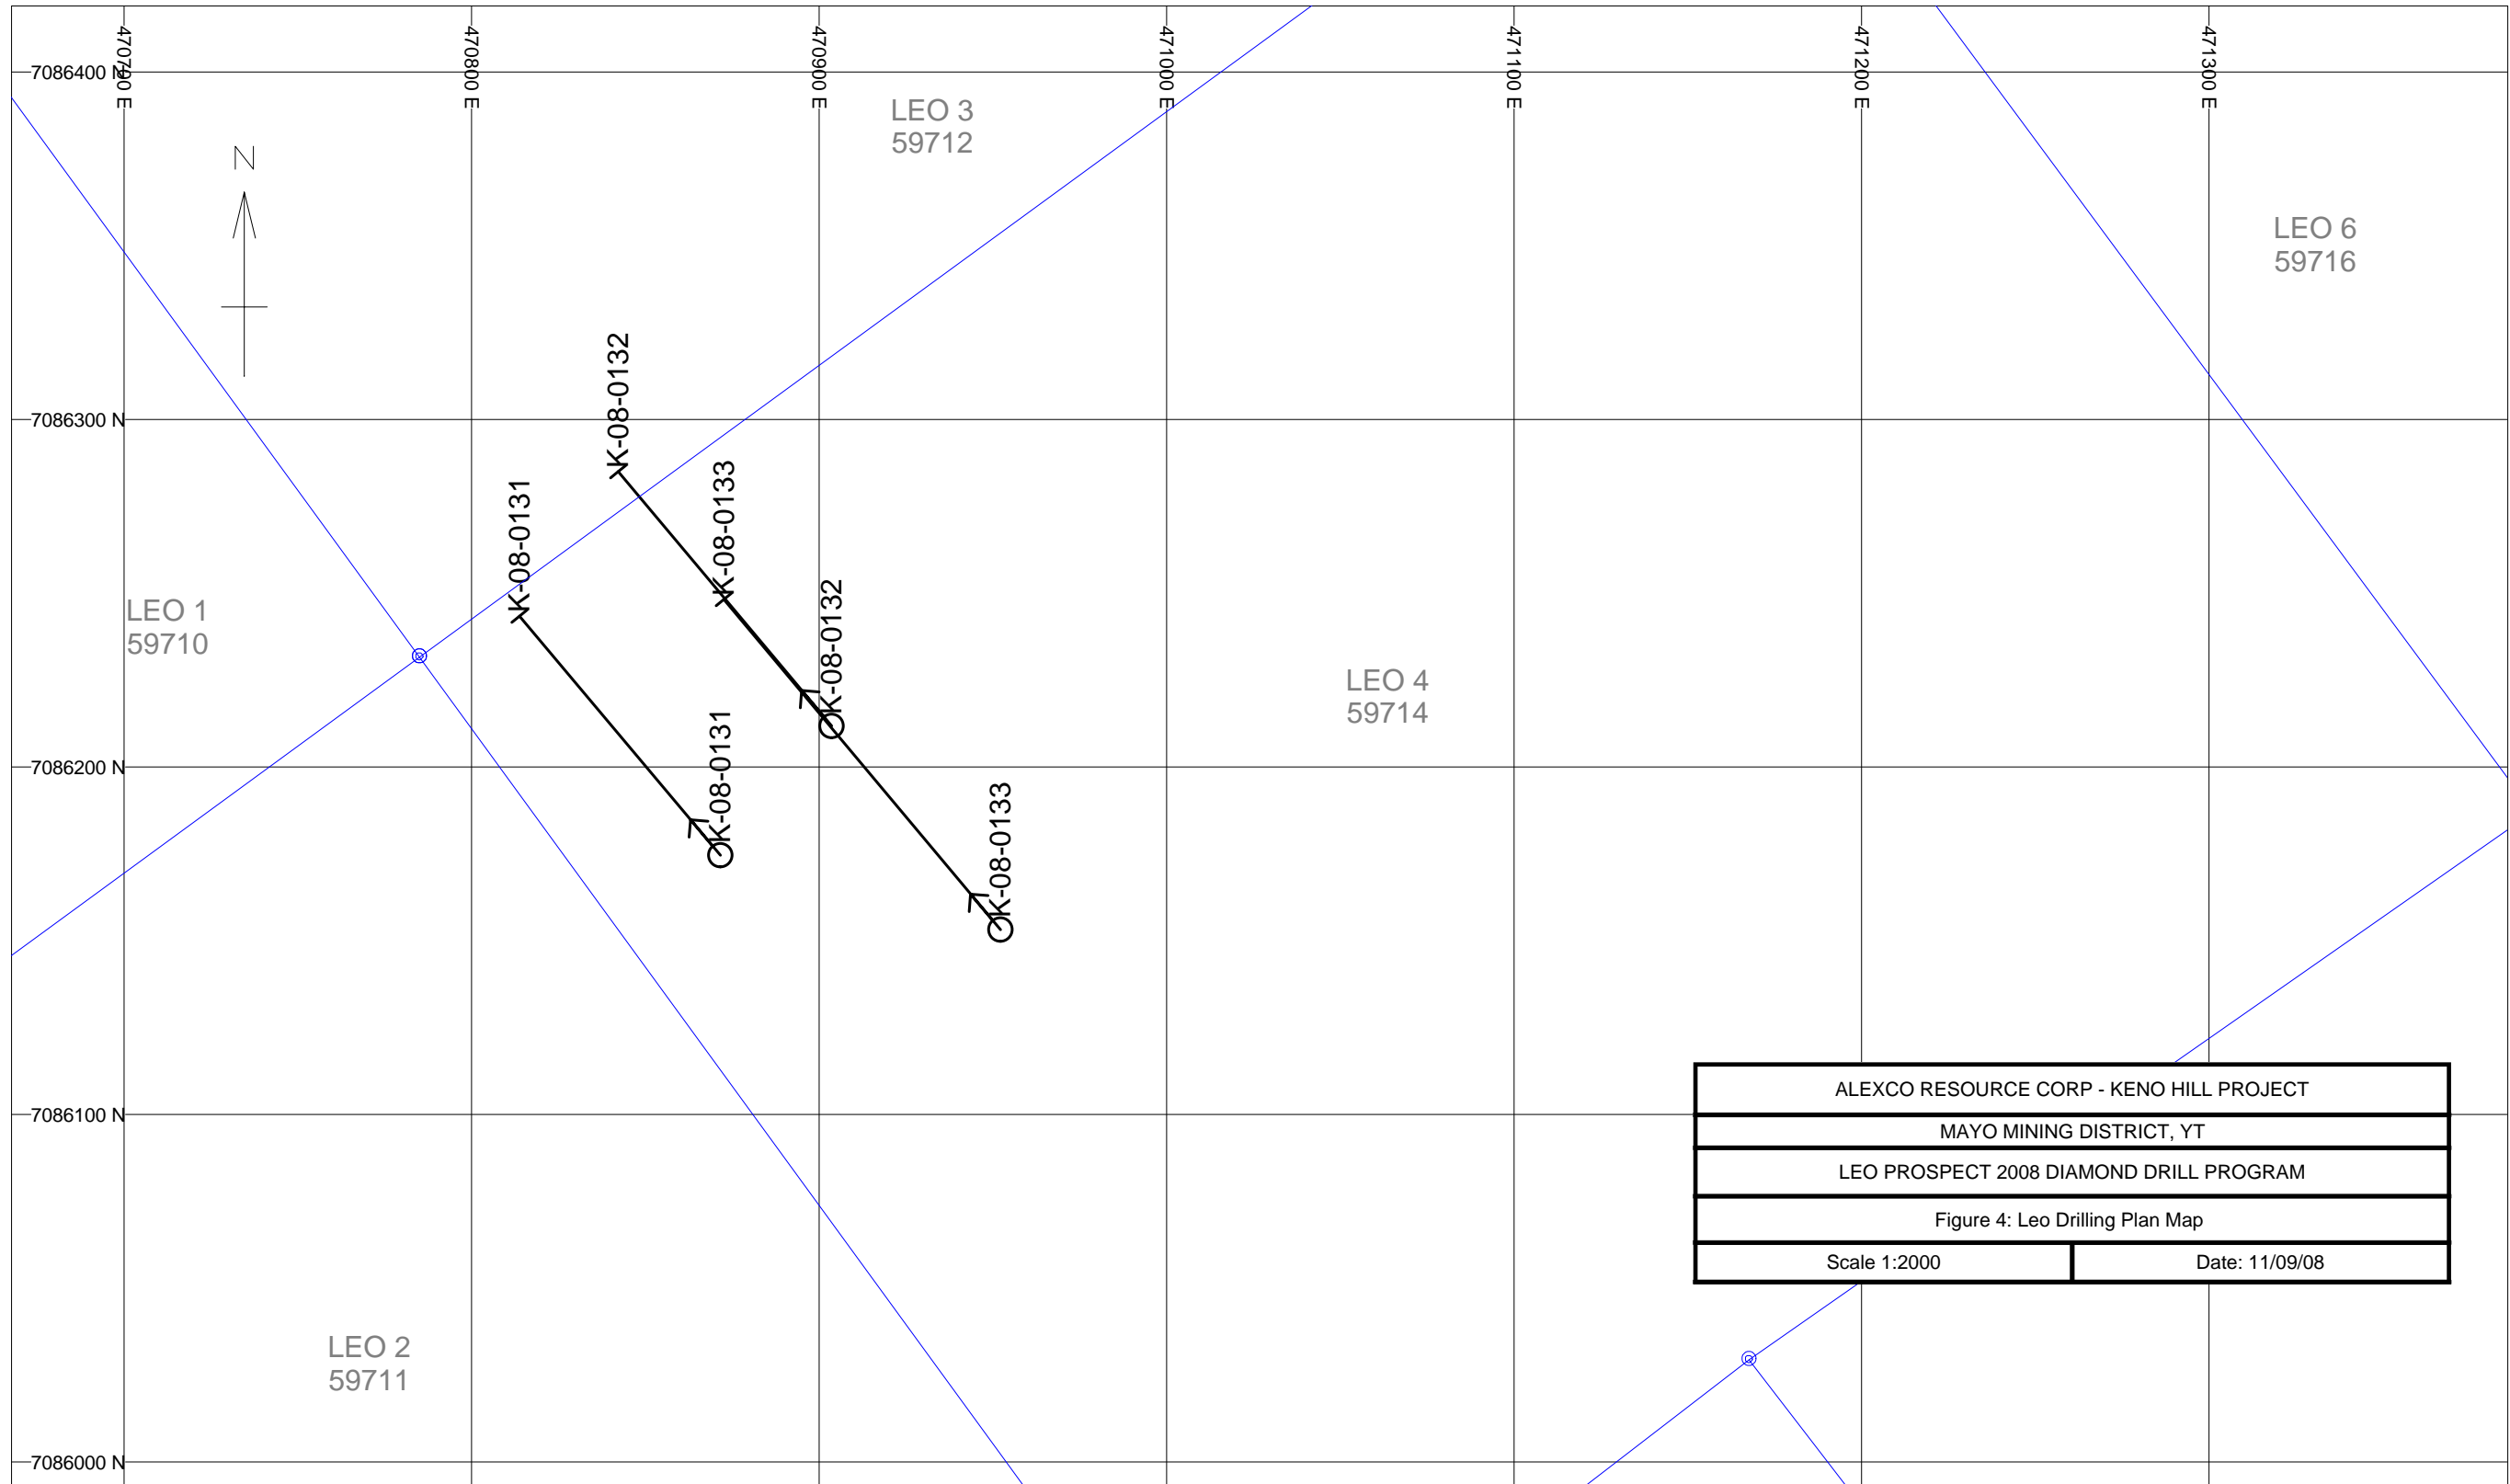 470700 E
470800 E
470900 E
471000 E
471100 E
471200 E
471300 E
7086400 N
LEO 3
59712
N
LEO 6
59716
7086300 N
K-08-0132
K-08-0133
K-08-0131
K-08-0132
LEO 1
59710
LEO 4
59714
7086200 N
K-08-0131
K-08-0133
7086100 N
ALEXCO RESOURCE CORP - KENO HILL PROJECT
MAYO MINING DISTRICT, YT
LEO PROSPECT 2008 DIAMOND DRILL PROGRAM
Figure 4: Leo Drilling Plan Map
Scale 1:2000
Date: 11/09/08
LEO 2
59711
7086000 N